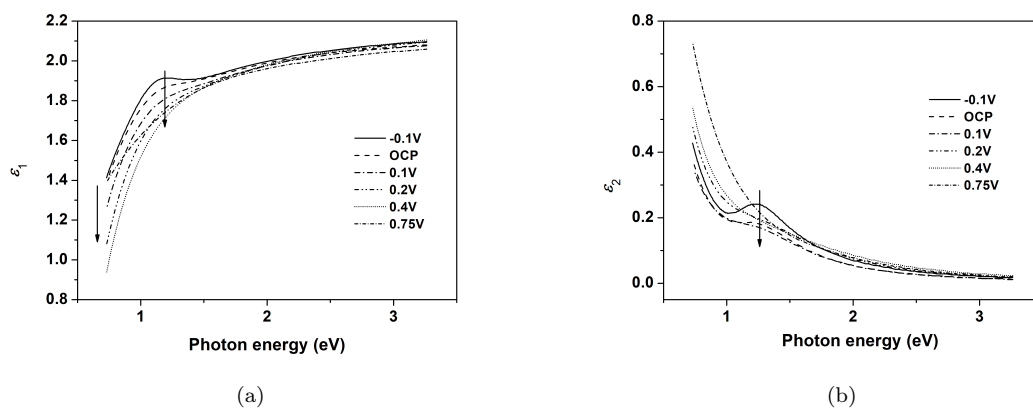 2.2
2.0
1.8
1.6
1.4
1.2
1.0
0.8
ε1
1
2
3
Photon energy (eV)
-0.1V
OCP
0.1V
0.2V
0.4V
0.75V
(a)
0.8
0.6
0.4
0.2
0.0
ε2
1
2
3
Photon energy (eV)
-0.1V
OCP
0.1V
0.2V
0.4V
0.75V
(b)